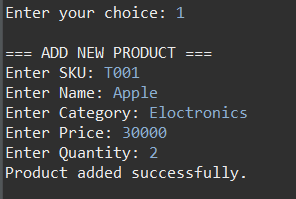 Enter your choice: 1
=== ADD NEW PRODUCT ===
Enter SKU: T001
Enter Name: Apple
Enter Category: Eloctronics
Enter Price: 30000
Enter Quantity: 2
Product added successfully.